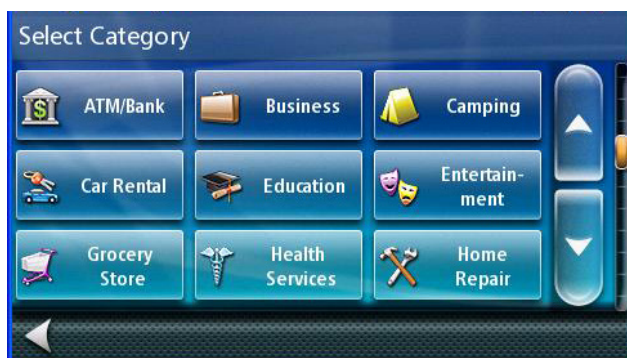 Select Category
ATM/Bank
Business
Camping
Car Rental
Education
Entertain-
ment
Grocery
Store
Health
Services
Home
Repair